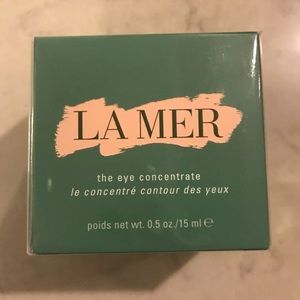 LA MER
the eye concentrate
le concentré contour des yeux
poids net wt. 0.5 oz./15 ml ℮